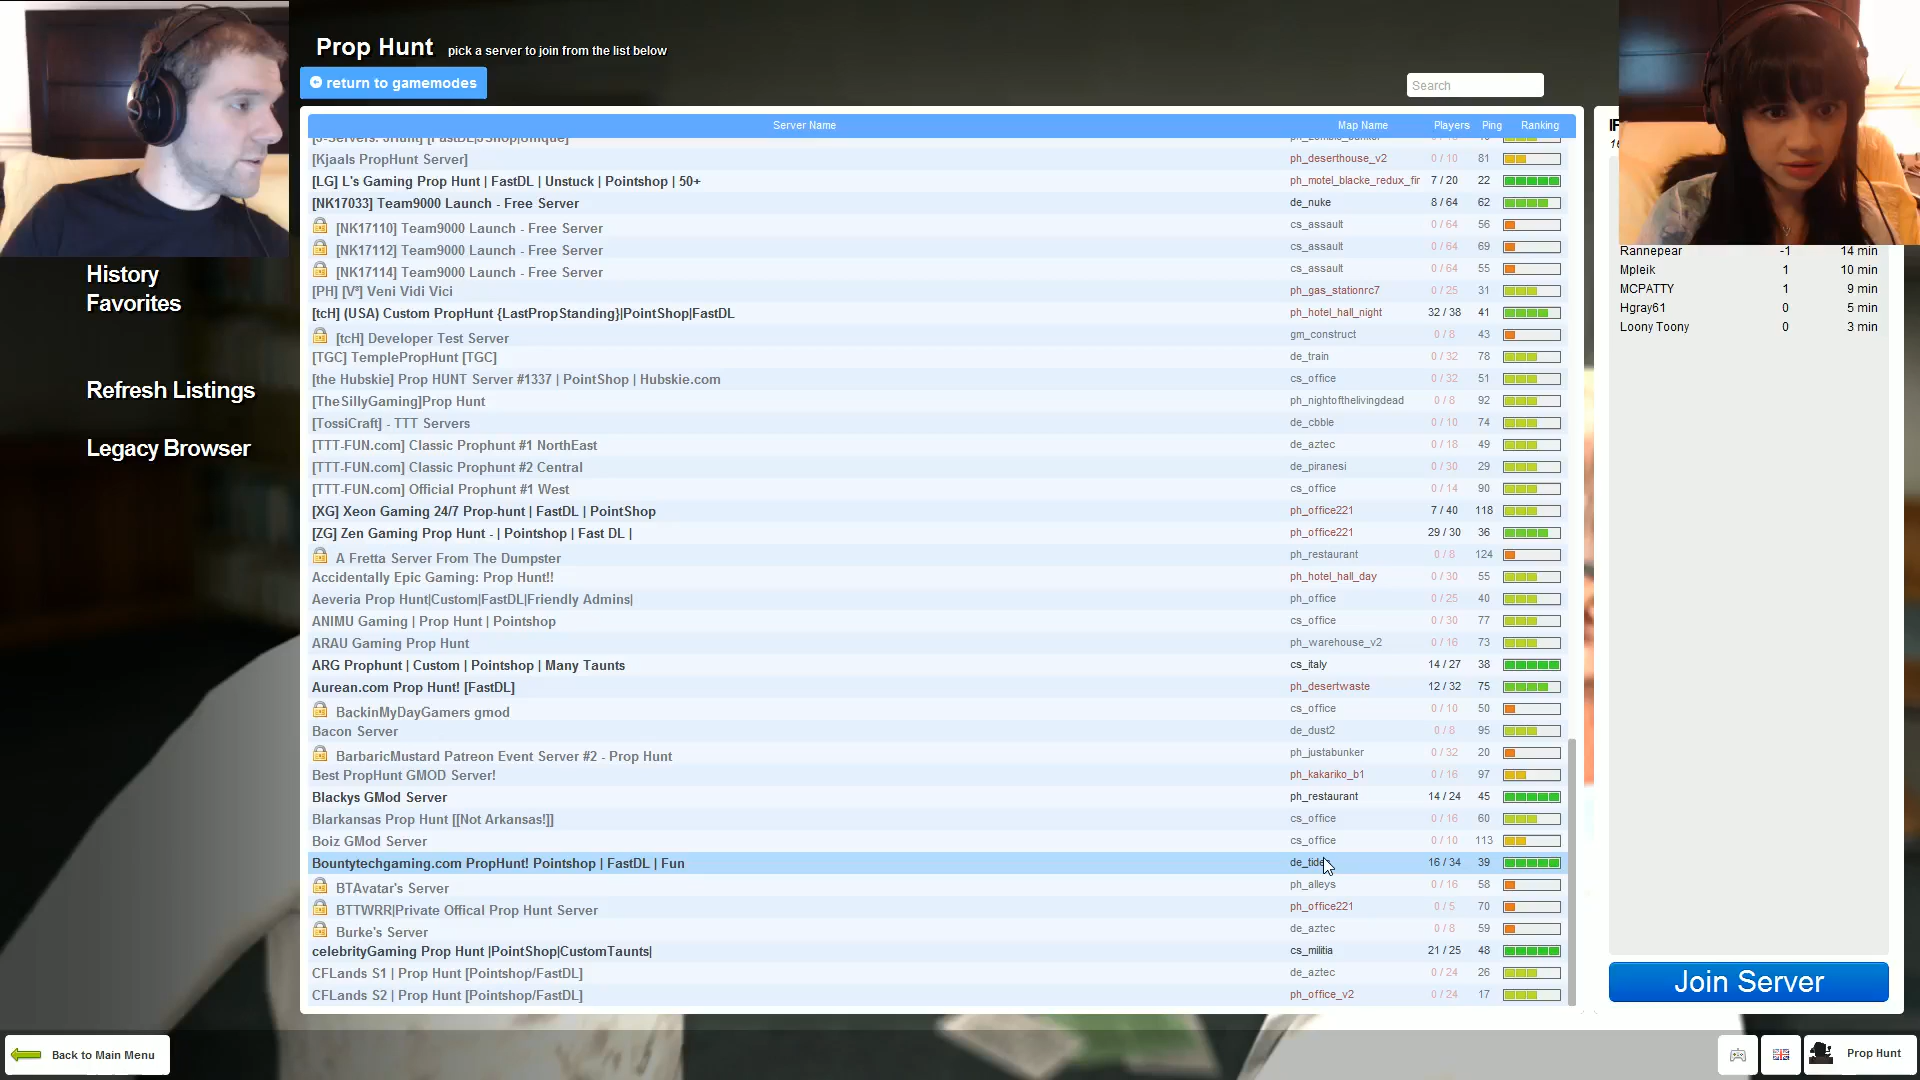 Prop Hunt pick a server to join from the list below
return to gamemodes
Search
Server Name Map Name Players Ping Ranking
[Kjaals PropHunt Server] ph_deserthouse_v2 0 / 10 81
[LG] L's Gaming Prop Hunt | FastDL | Unstuck | Pointshop | 50+ ph_motel_blacke_redux_fir 7 / 20 22
[NK17033] Team9000 Launch - Free Server de_nuke 8 / 64 62
[NK17110] Team9000 Launch - Free Server cs_assault 0 / 64 56
[NK17112] Team9000 Launch - Free Server cs_assault 0 / 64 69
[NK17114] Team9000 Launch - Free Server cs_assault 0 / 64 55
[PH] [V³] Veni Vidi Vici ph_gas_stationrc7 0 / 25 31
[tcH] (USA) Custom PropHunt {LastPropStanding}|PointShop|FastDL ph_hotel_hall_night 32 / 38 41
[tcH] Developer Test Server gm_construct 0 / 8 43
[TGC] TemplePropHunt [TGC] de_train 0 / 32 78
[the Hubskie] Prop HUNT Server #1337 | PointShop | Hubskie.com cs_office 0 / 32 51
[TheSillyGaming]Prop Hunt ph_nightofthelivingdead 0 / 8 92
[TossiCraft] - TTT Servers de_cbble 0 / 10 74
[TTT-FUN.com] Classic Prophunt #1 NorthEast de_aztec 0 / 18 49
[TTT-FUN.com] Classic Prophunt #2 Central de_piranesi 0 / 30 29
[TTT-FUN.com] Official Prophunt #1 West cs_office 0 / 14 90
[XG] Xeon Gaming 24/7 Prop-hunt | FastDL | PointShop ph_office221 7 / 40 118
[ZG] Zen Gaming Prop Hunt - | Pointshop | Fast DL | ph_office221 29 / 30 36
A Fretta Server From The Dumpster ph_restaurant 0 / 8 124
Accidentally Epic Gaming: Prop Hunt!! ph_hotel_hall_day 0 / 30 55
Aeveria Prop Hunt|Custom|FastDL|Friendly Admins| ph_office 0 / 25 40
ANIMU Gaming | Prop Hunt | Pointshop cs_office 0 / 30 77
ARAU Gaming Prop Hunt ph_warehouse_v2 0 / 16 73
ARG Prophunt | Custom | Pointshop | Many Taunts cs_italy 14 / 27 38
Aurean.com Prop Hunt! [FastDL] ph_desertwaste 12 / 32 75
BackinMyDayGamers gmod cs_office 0 / 10 50
Bacon Server de_dust2 0 / 8 95
BarbaricMustard Patreon Event Server #2 - Prop Hunt ph_justabunker 0 / 32 20
Best PropHunt GMOD Server! ph_kakariko_b1 0 / 16 97
Blackys GMod Server ph_restaurant 14 / 24 45
Blarkansas Prop Hunt [[Not Arkansas!]] cs_office 0 / 16 60
Boiz GMod Server cs_office 0 / 10 113
Bountytechgaming.com PropHunt! Pointshop | FastDL | Fun 16 / 34 39
BTAvatar's Server ph_alleys 0 / 16 58
BTTWRR|Private Offical Prop Hunt Server ph_office221 0 / 5 70
Burke's Server de_aztec 0 / 8 59
celebrityGaming Prop Hunt |PointShop|CustomTaunts| cs_militia 21 / 25 48
CFLands S1 | Prop Hunt [Pointshop/FastDL] de_aztec 0 / 24 26
CFLands S2 | Prop Hunt [Pointshop/FastDL] ph_office_v2 0 / 24 17
History
Favorites
Refresh Listings
Legacy Browser
Rannepear -1 14 min
Mpleik 1 10 min
MCPATTY 1 9 min
Hgray61 0 5 min
Loony Toony 0 3 min
Join Server
Back to Main Menu
Prop Hunt